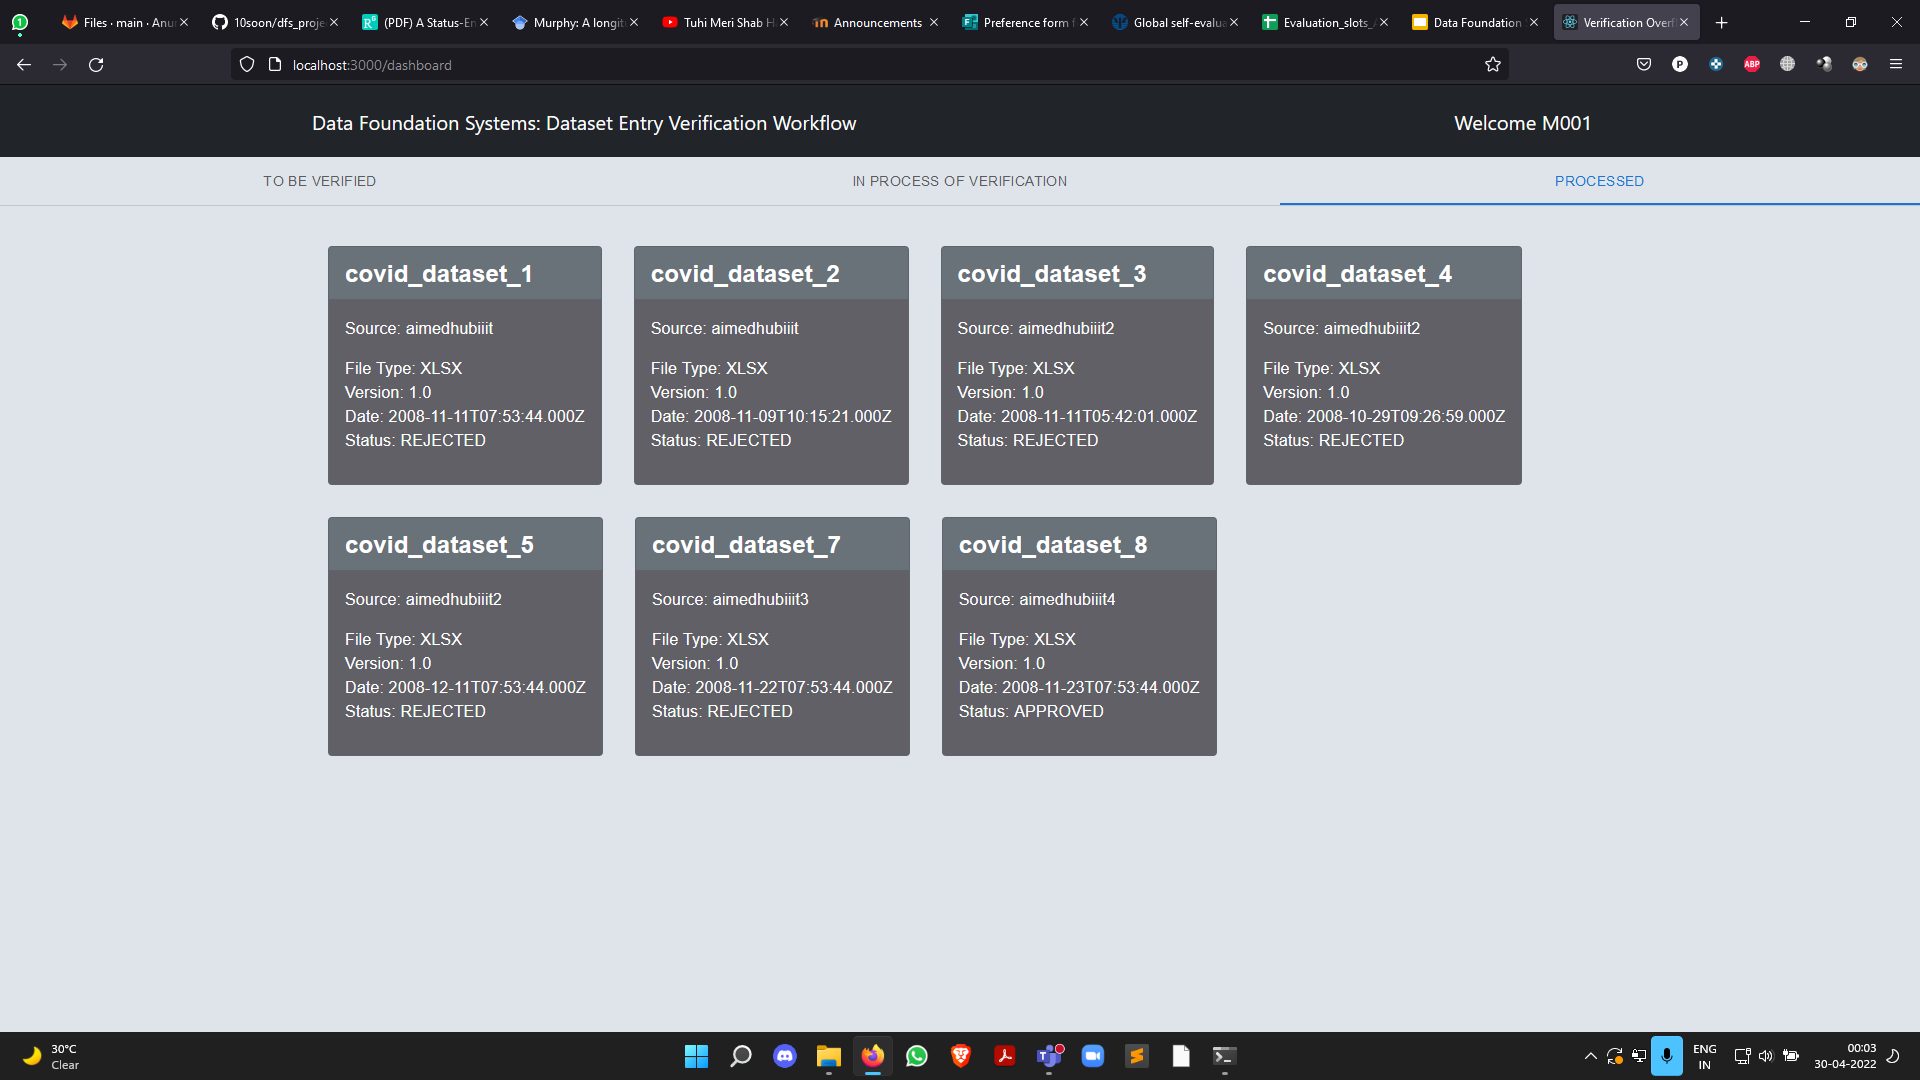 Files · main · Anu
10soon/dfs_proje
(PDF) A Status-En
Murphy: A longit
Tuhi Meri Shab H
Announcements
Preference form f
Global self-evalua
Evaluation_slots_
Data Foundation
Verification Overf
localhost:3000/dashboard
Data Foundation Systems: Dataset Entry Verification Workflow
Welcome M001
TO BE VERIFIED
IN PROCESS OF VERIFICATION
PROCESSED
covid_dataset_1
Source: aimedhubiiit
File Type: XLSX
Version: 1.0
Date: 2008-11-11T07:53:44.000Z
Status: REJECTED
covid_dataset_2
Source: aimedhubiiit
File Type: XLSX
Version: 1.0
Date: 2008-11-09T10:15:21.000Z
Status: REJECTED
covid_dataset_3
Source: aimedhubiiit2
File Type: XLSX
Version: 1.0
Date: 2008-11-11T05:42:01.000Z
Status: REJECTED
covid_dataset_4
Source: aimedhubiiit2
File Type: XLSX
Version: 1.0
Date: 2008-10-29T09:26:59.000Z
Status: REJECTED
covid_dataset_5
Source: aimedhubiiit2
File Type: XLSX
Version: 1.0
Date: 2008-12-11T07:53:44.000Z
Status: REJECTED
covid_dataset_7
Source: aimedhubiiit3
File Type: XLSX
Version: 1.0
Date: 2008-11-22T07:53:44.000Z
Status: REJECTED
covid_dataset_8
Source: aimedhubiiit4
File Type: XLSX
Version: 1.0
Date: 2008-11-23T07:53:44.000Z
Status: APPROVED
30°C
Clear
ENG
IN
00:03
30-04-2022